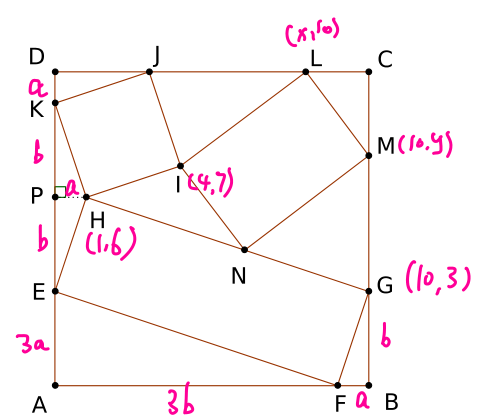 (x,10)
D J L C
a
K
b
M (10,y)
P a I (4,7)
H
(1,6)
b
N
E G (10,3)
3a b
A 3b F a B